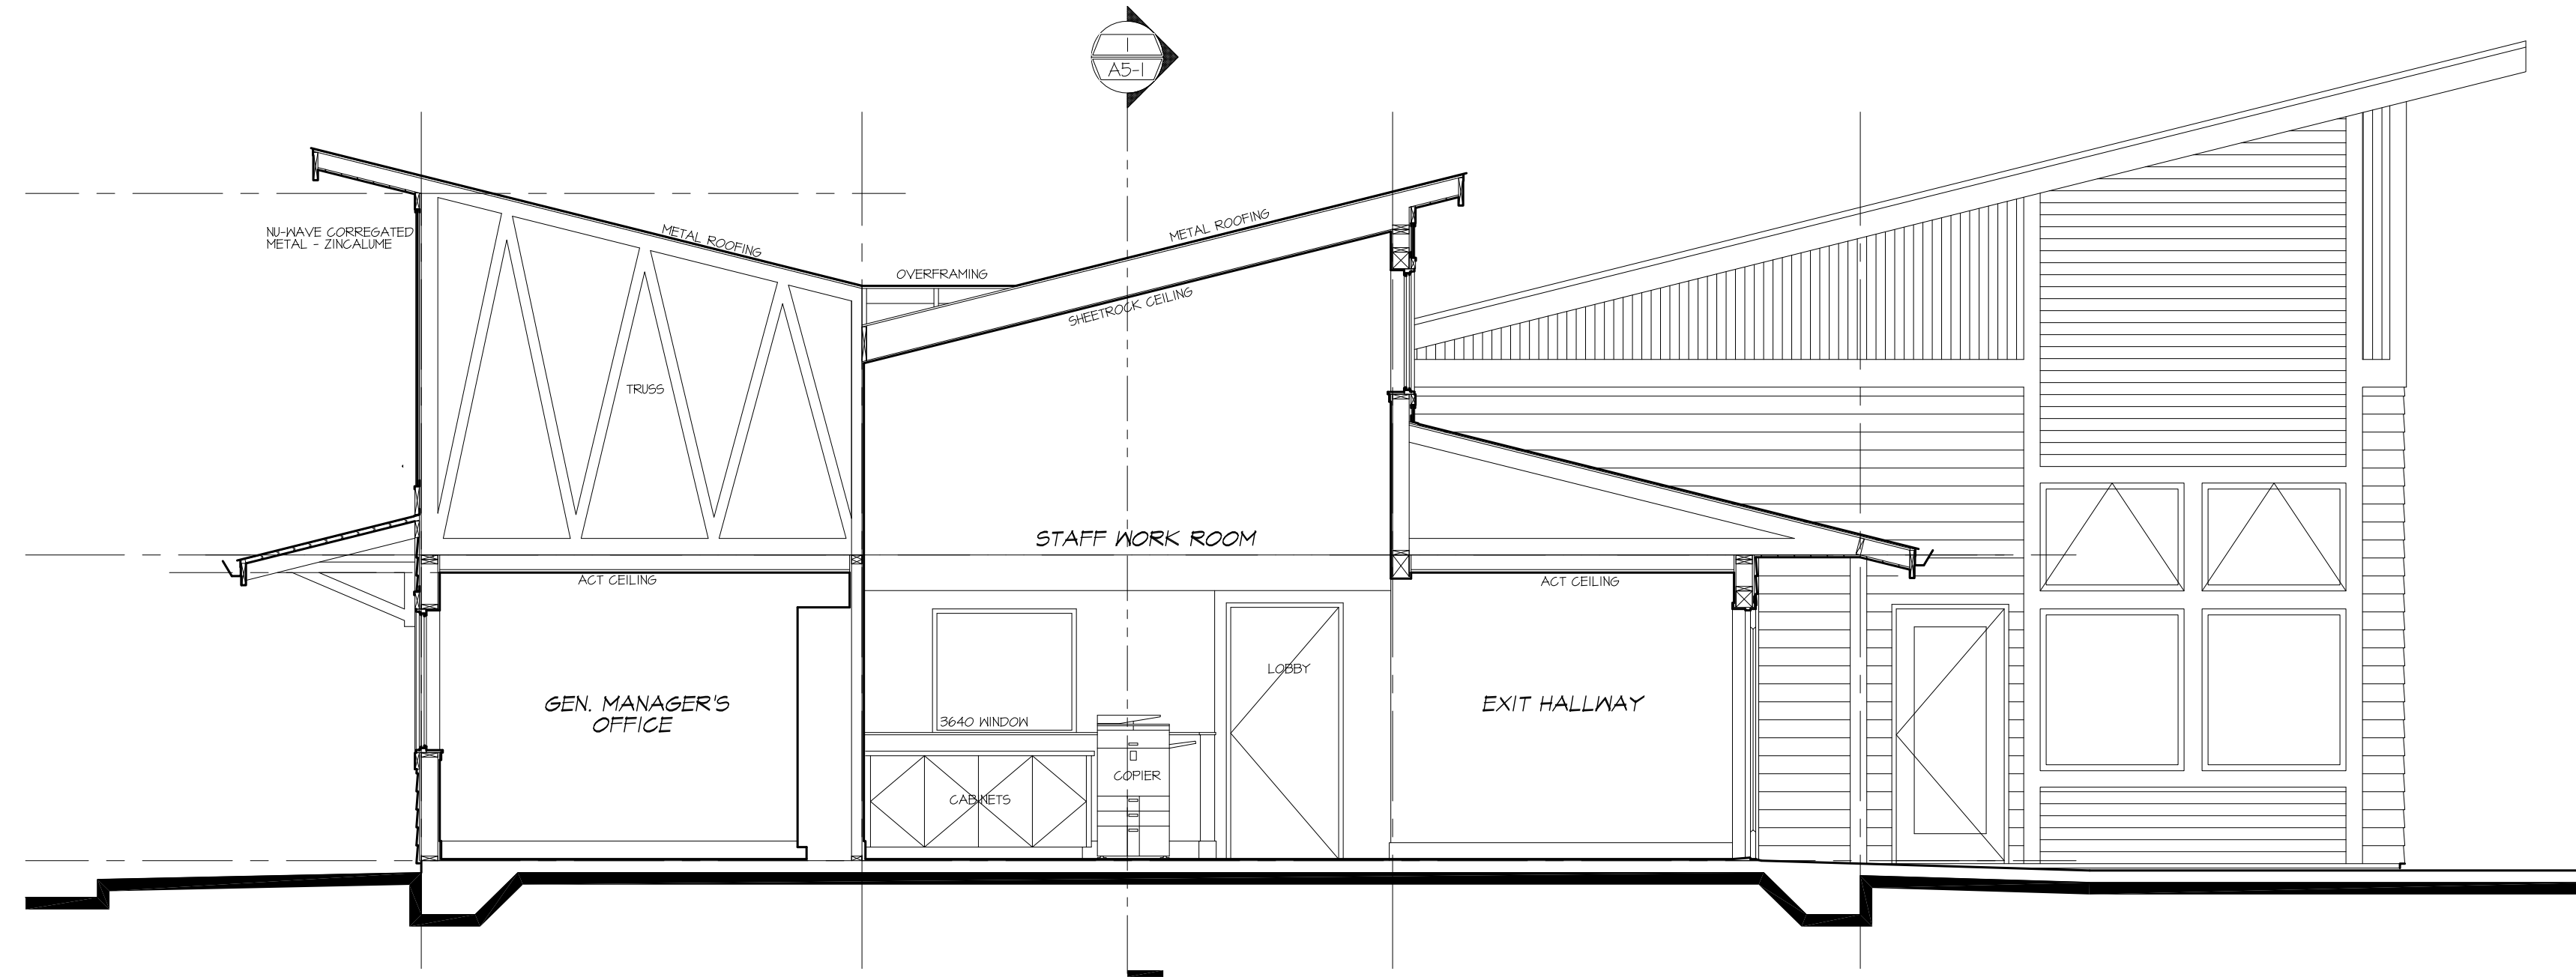 A5-1
NU-WAVE CORREGATED
METAL - ZINCALUME
METAL ROOFING
OVERFRAMING
METAL ROOFING
SHEETROCK CEILING
TRUSS
STAFF WORK ROOM
ACT CEILING
ACT CEILING
GEN. MANAGER'S
OFFICE
3640 WINDOW
LOBBY
EXIT HALLWAY
COPIER
CABINETS